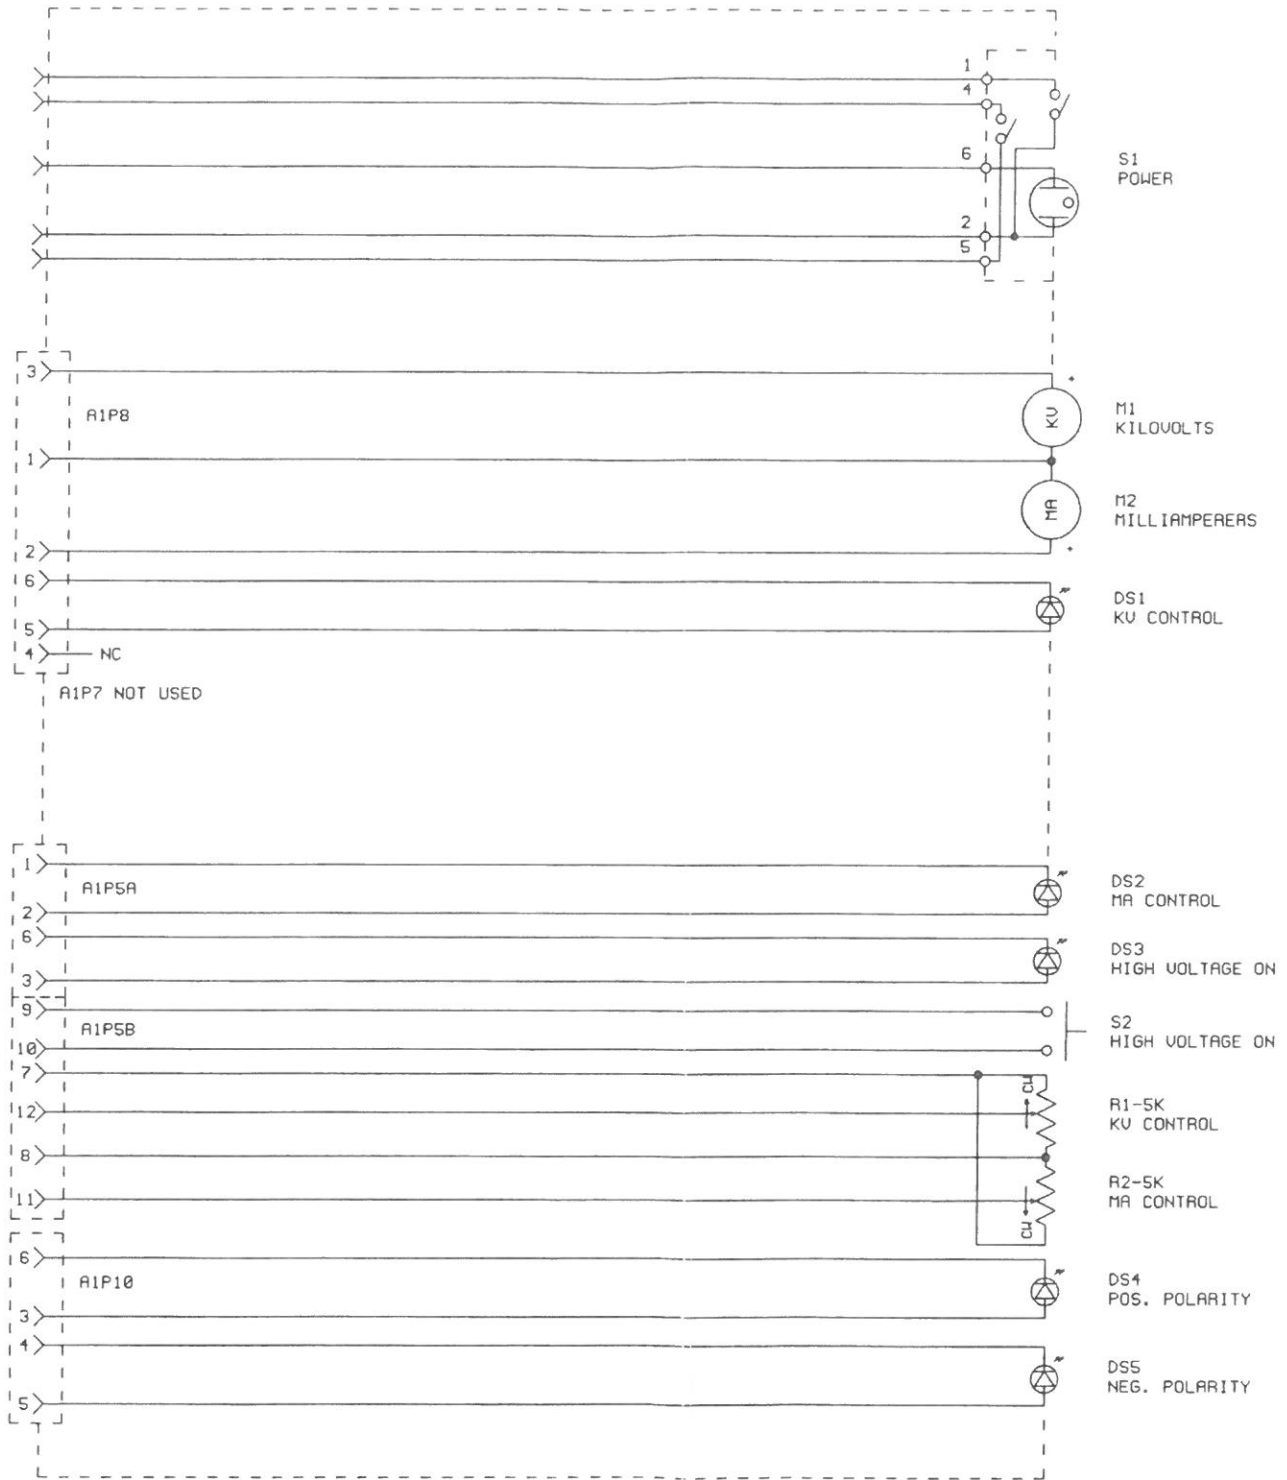 1
4
6
S1
POWER
2
5
3
A1P8
KV
M1
KILOVOLTS
1
MA
M2
MILLIAMPERERS
2
6
DS1
KV CONTROL
5
4
NC
A1P7 NOT USED
1
A1P5A
DS2
MA CONTROL
2
6
DS3
HIGH VOLTAGE ON
3
9
A1P5B
S2
HIGH VOLTAGE ON
10
7
CW
12
R1-5K
KV CONTROL
8
11
R2-5K
MA CONTROL
CW
6
A1P10
DS4
POS. POLARITY
3
4
DS5
NEG. POLARITY
5